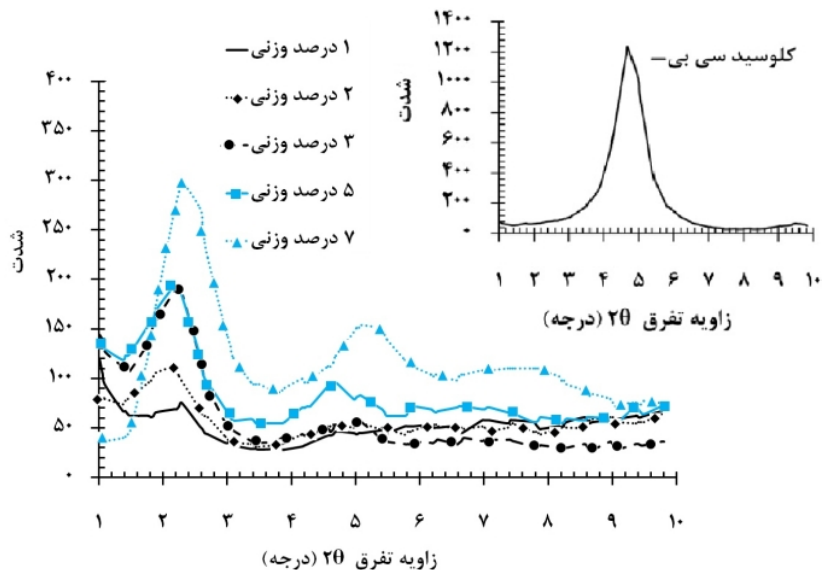 ۱ درصد وزنی
۲ درصد وزنی
۳ درصد وزنی
۵ درصد وزنی
۷ درصد وزنی
۴۰۰
۳۵۰
۳۰۰
۲۵۰
۲۰۰
۱۵۰
۱۰۰
۵۰
۰
شدت
۱ ۲ ۳ ۴ ۵ ۶ ۷ ۸ ۹ ۱۰
زاویه تفرق ۲θ (درجه)
کلوسید سی بی
۱۴۰۰
۱۲۰۰
۱۰۰۰
۸۰۰
۶۰۰
۴۰۰
۲۰۰
۰
شدت
۱ ۲ ۳ ۴ ۵ ۶ ۷ ۸ ۹ ۱۰
زاویه تفرق ۲θ (درجه)